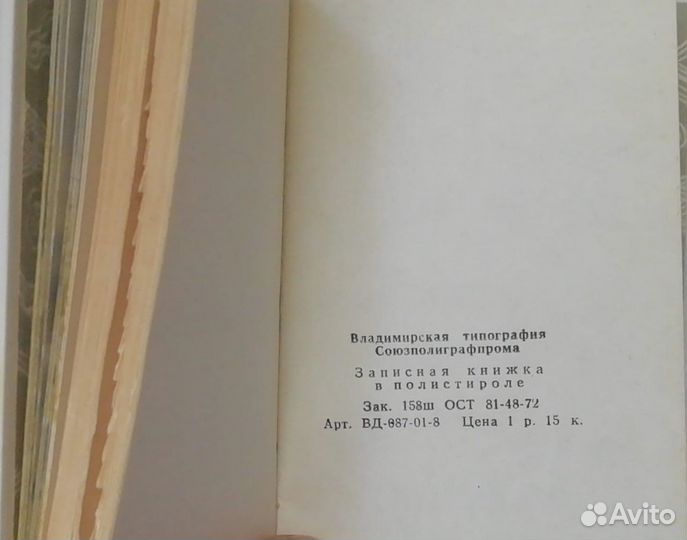 Владимирская типография
Союзполиграфпрома
Записная книжка
в полистироле
Зак. 158ш ОСТ 81-48-72
Арт. ВД-087-01-8 Цена 1 р. 15 к.
Avito